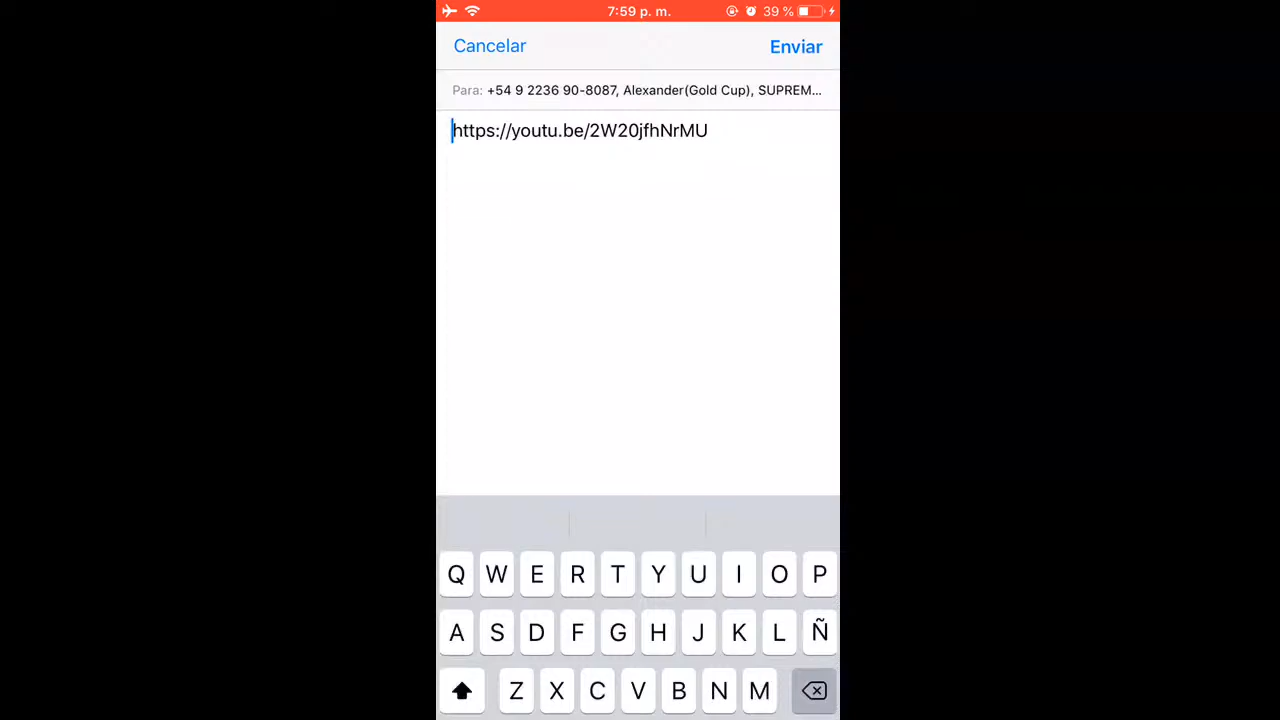 7:59 p. m. 39 %
Cancelar Enviar
Para: +54 9 2236 90-8087, Alexander(Gold Cup), SUPREM...
https://youtu.be/2W20jfhNrMU
Q W E R T Y U I O P
A S D F G H J K L Ñ
Z X C V B N M